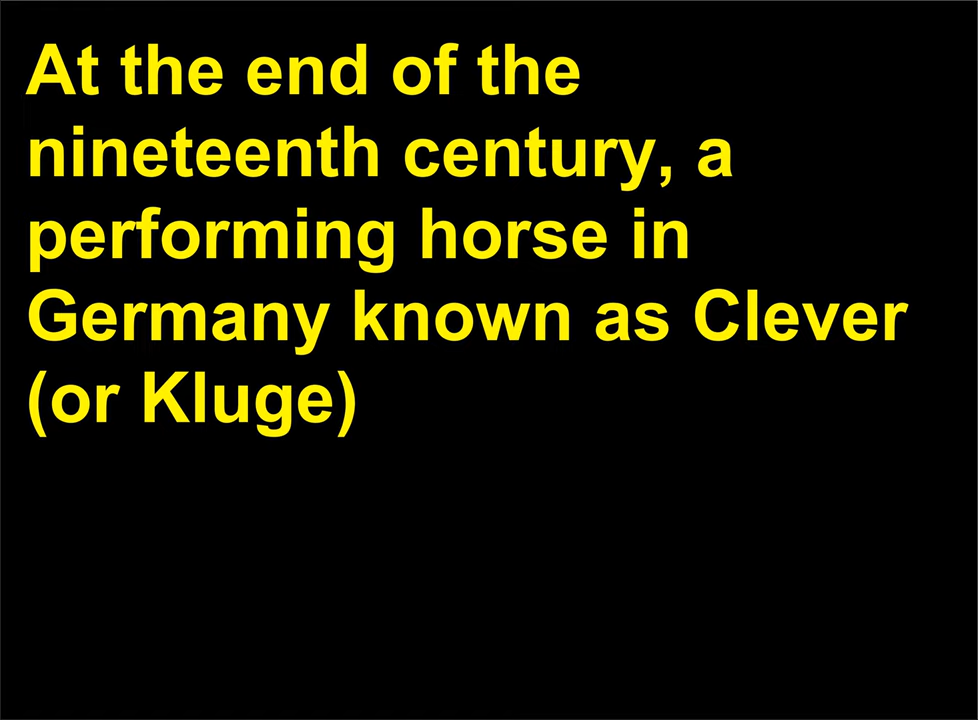 At the end of the
nineteenth century, a
performing horse in
Germany known as Clever
(or Kluge)